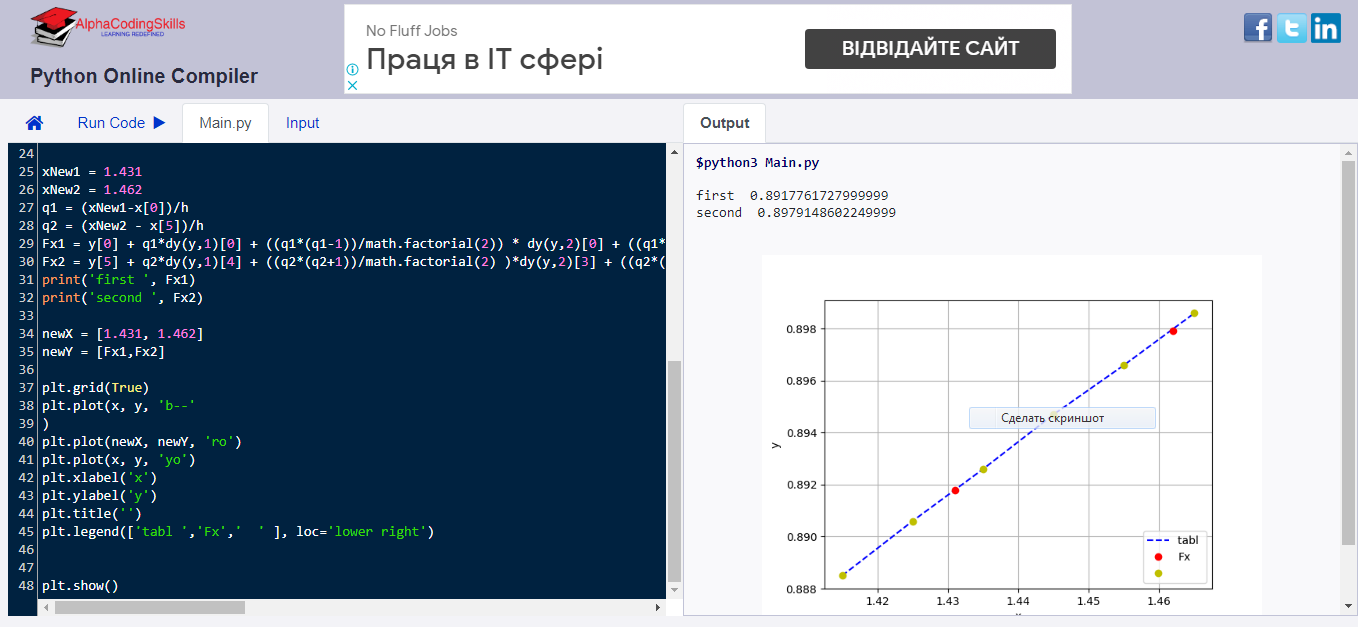 AlphaCodingSkills
LEARNING REDEFINED
Python Online Compiler
No Fluff Jobs
Праця в ІТ сфері
ВІДВІДАЙТЕ САЙТ
Run Code
Main.py
Input
Output
24
25 xNew1 = 1.431
26 xNew2 = 1.462
27 q1 = (xNew1-x[0])/h
28 q2 = (xNew2 - x[5])/h
29 Fx1 = y[0] + q1*dy(y,1)[0] + ((q1*(q1-1))/math.factorial(2)) * dy(y,2)[0] + ((q1*
30 Fx2 = y[5] + q2*dy(y,1)[4] + ((q2*(q2+1))/math.factorial(2) )*dy(y,2)[3] + ((q2*(
31 print('first ', Fx1)
32 print('second ', Fx2)
33
34 newX = [1.431, 1.462]
35 newY = [Fx1,Fx2]
36
37 plt.grid(True)
38 plt.plot(x, y, 'b--'
39 )
40 plt.plot(newX, newY, 'ro')
41 plt.plot(x, y, 'yo')
42 plt.xlabel('x')
43 plt.ylabel('y')
44 plt.title('')
45 plt.legend(['tabl ','Fx','  ' ], loc='lower right')
46
47
48 plt.show()
$python3 Main.py
first  0.8917761727999999
second  0.8979148602249999
0.898
0.896
0.894
0.892
0.890
0.888
y
Сделать скриншот
tabl
Fx
1.42 1.43 1.44 1.45 1.46